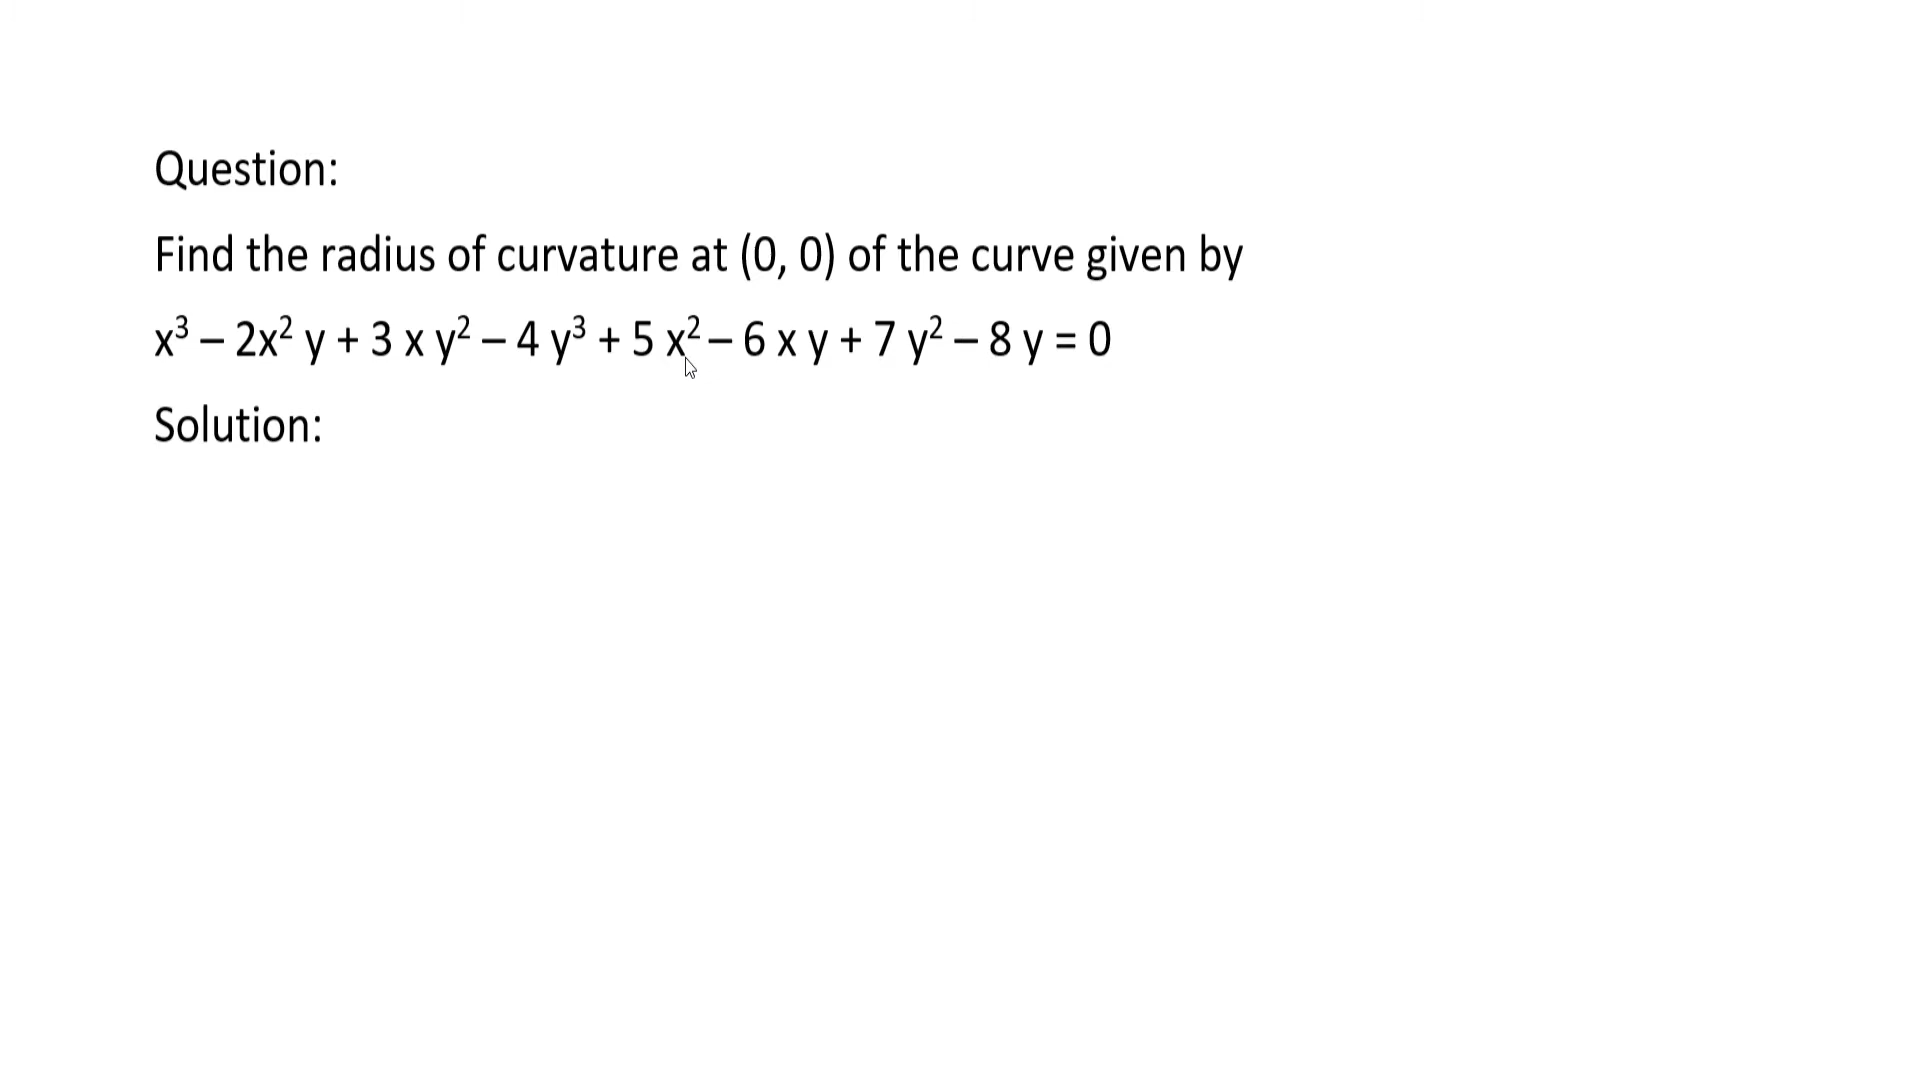 Question:
Find the radius of curvature at (0, 0) of the curve given by
x³ – 2x² y + 3 x y² – 4 y³ + 5 x² – 6 x y + 7 y² – 8 y = 0
Solution: